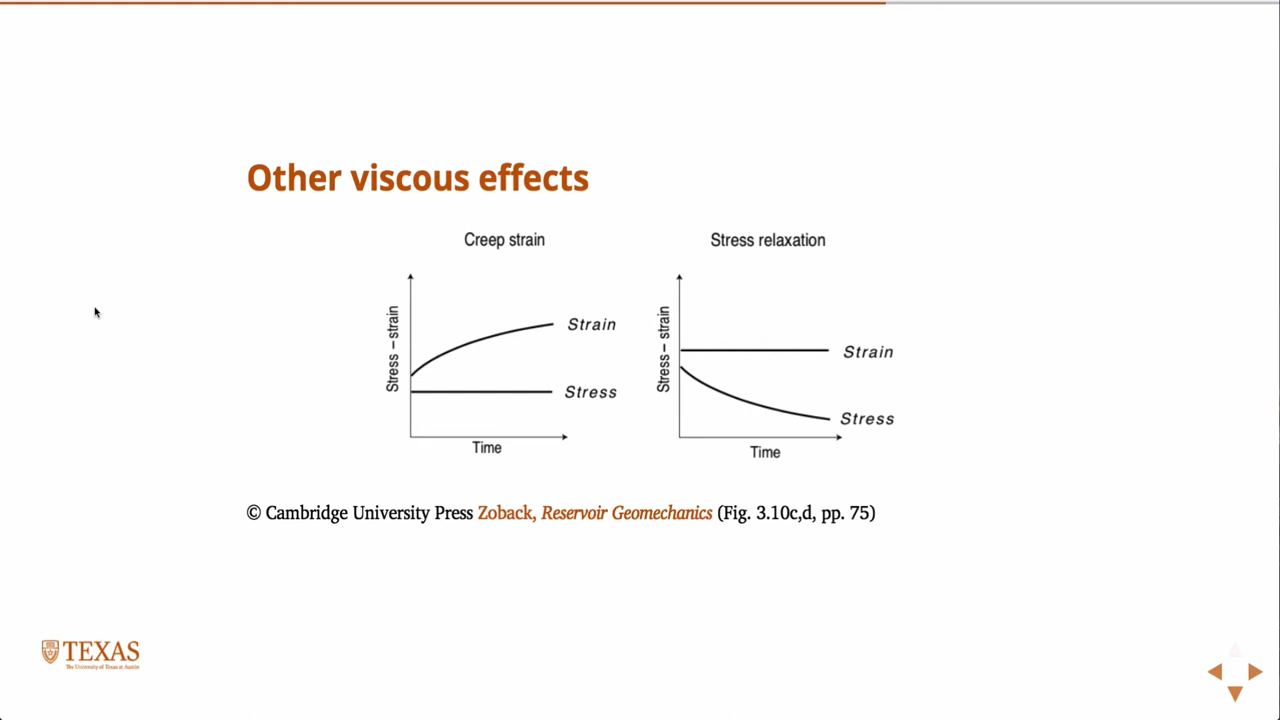 Other viscous effects
Creep strain
Stress – strain
Strain
Stress
Time
Stress relaxation
Stress – strain
Strain
Stress
Time
© Cambridge University Press Zoback, Reservoir Geomechanics (Fig. 3.10c,d, pp. 75)
TEXAS
The University of Texas at Austin